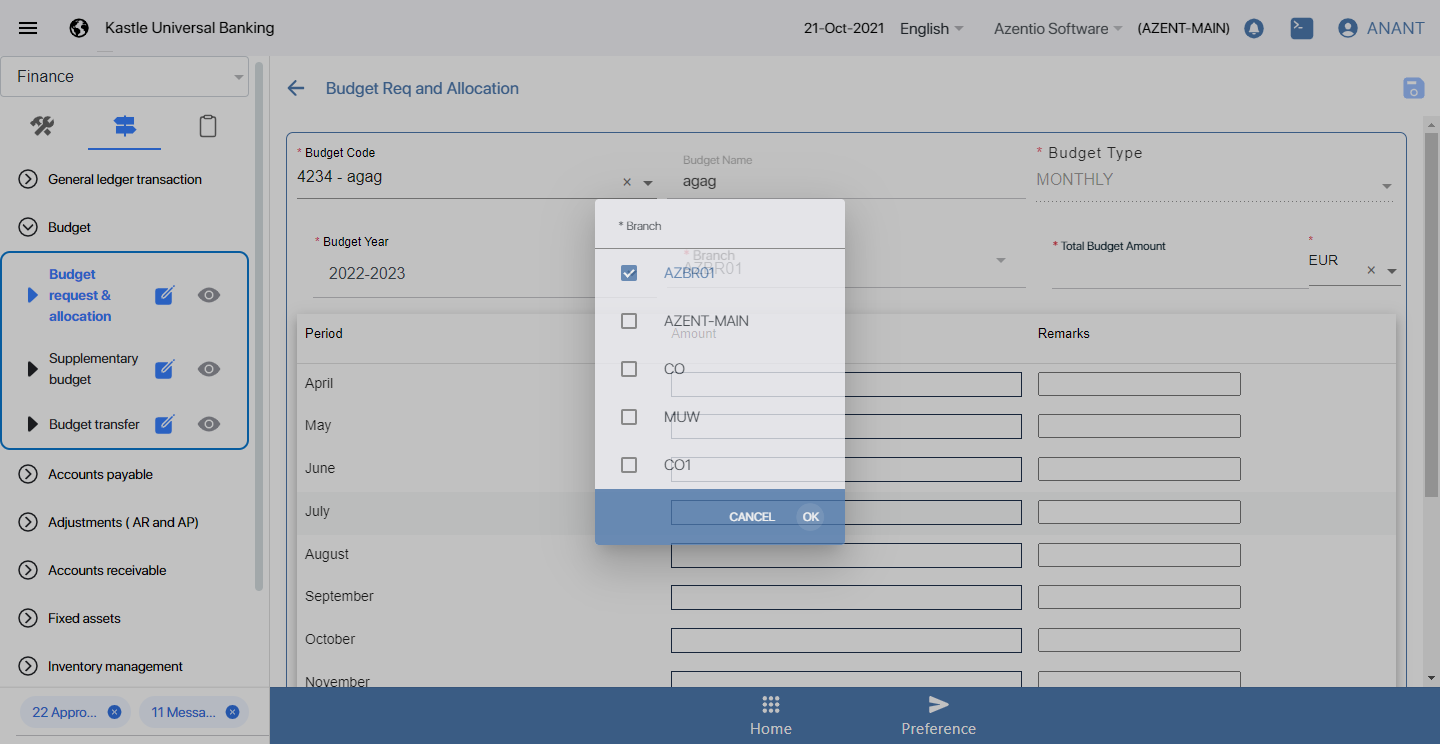 Kastle Universal Banking
21-Oct-2021
English
Azentio Software
(AZENT-MAIN)
ANANT
Finance
Budget Req and Allocation
General ledger transaction
Budget
Budget
request &
allocation
Supplementary
budget
Budget transfer
Accounts payable
Adjustments ( AR and AP)
Accounts receivable
Fixed assets
Inventory management
22 Appro...
11 Messa...
* Budget Code
4234 - agag
Budget Name
agag
* Budget Type
MONTHLY
* Budget Year
2022-2023
* Branch
AZBR01
* Total Budget Amount
*
EUR
Period
Amount
Remarks
April
May
June
July
August
September
October
November
* Branch
AZBR01
AZENT-MAIN
CO
MUW
CO1
CANCEL
OK
Home
Preference